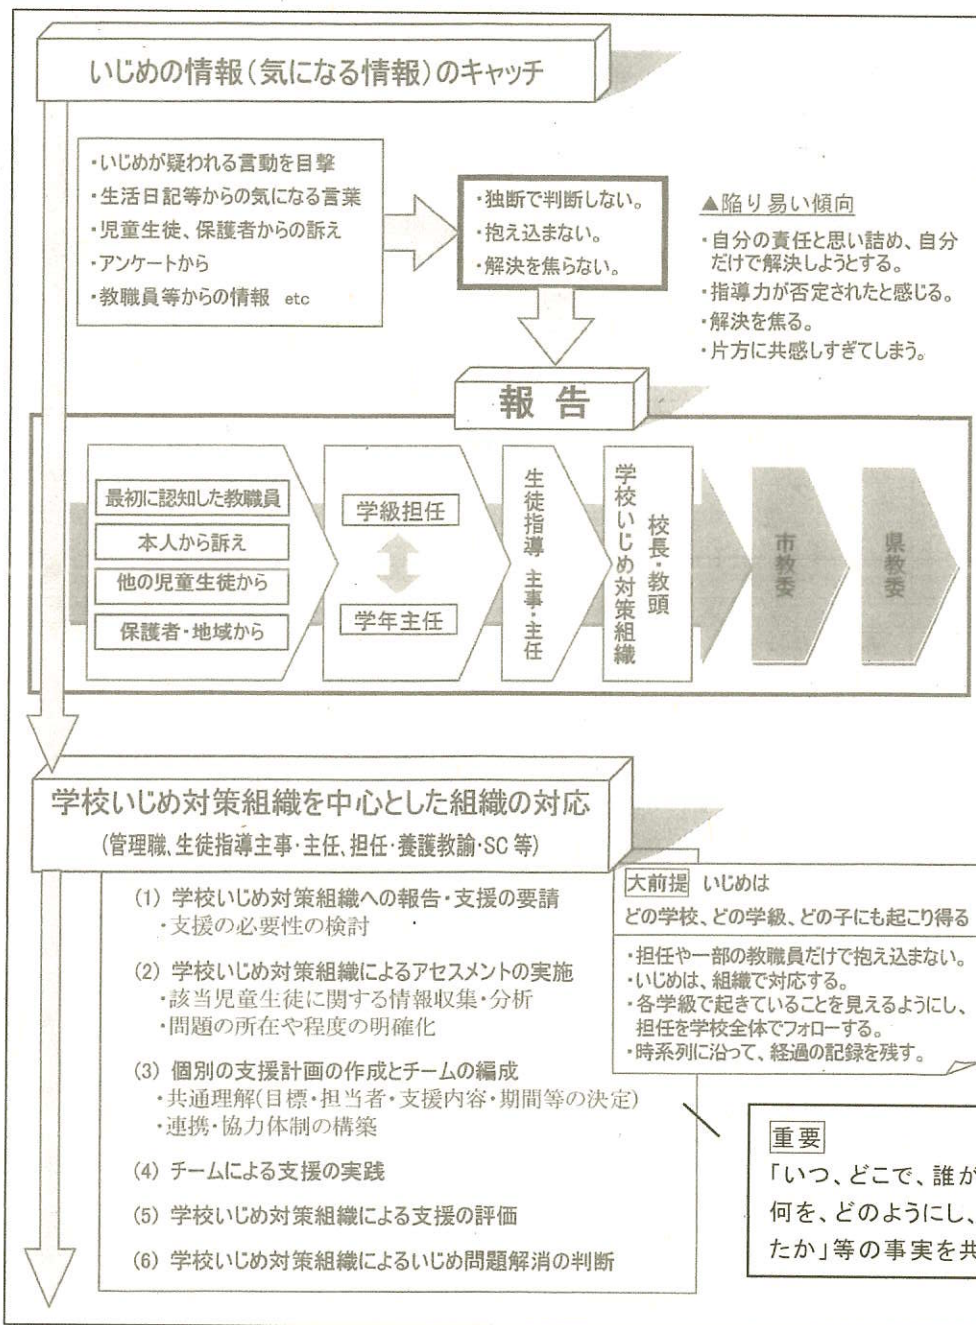 いじめの情報(気になる情報)のキャッチ
・いじめが疑われる言動を目撃
・生活日記等からの気になる言葉
・児童生徒、保護者からの訴え
・アンケートから
・教職員等からの情報 etc
・独断で判断しない。
・抱え込まない。
・解決を焦らない。
▲陥り易い傾向
・自分の責任と思い詰め、自分
だけで解決しようとする。
・指導力が否定されたと感じる。
・解決を焦る。
・片方に共感しすぎてしまう。
報告
最初に認知した教職員
本人から訴え
他の児童生徒から
保護者・地域から
学級担任
学年主任
生徒指導 主事・主任
校長・教頭
学校いじめ対策組織
市教委
県教委
学校いじめ対策組織を中心とした組織の対応
(管理職、生徒指導主事・主任、担任・養護教諭・SC 等)
(1) 学校いじめ対策組織への報告・支援の要請
・支援の必要性の検討
(2) 学校いじめ対策組織によるアセスメントの実施
・該当児童生徒に関する情報収集・分析
・問題の所在や程度の明確化
(3) 個別の支援計画の作成とチームの編成
・共通理解(目標・担当者・支援内容・期間等の決定)
・連携・協力体制の構築
(4) チームによる支援の実践
(5) 学校いじめ対策組織による支援の評価
(6) 学校いじめ対策組織によるいじめ問題解消の判断
大前提 いじめは
どの学校、どの学級、どの子にも起こり得る
・担任や一部の教職員だけで抱え込まない。
・いじめは、組織で対応する。
・各学級で起きていることを見えるようにし、
担任を学校全体でフォローする。
・時系列に沿って、経過の記録を残す。
重要
「いつ、どこで、誰が
何を、どのようにし、
たか」等の事実を共